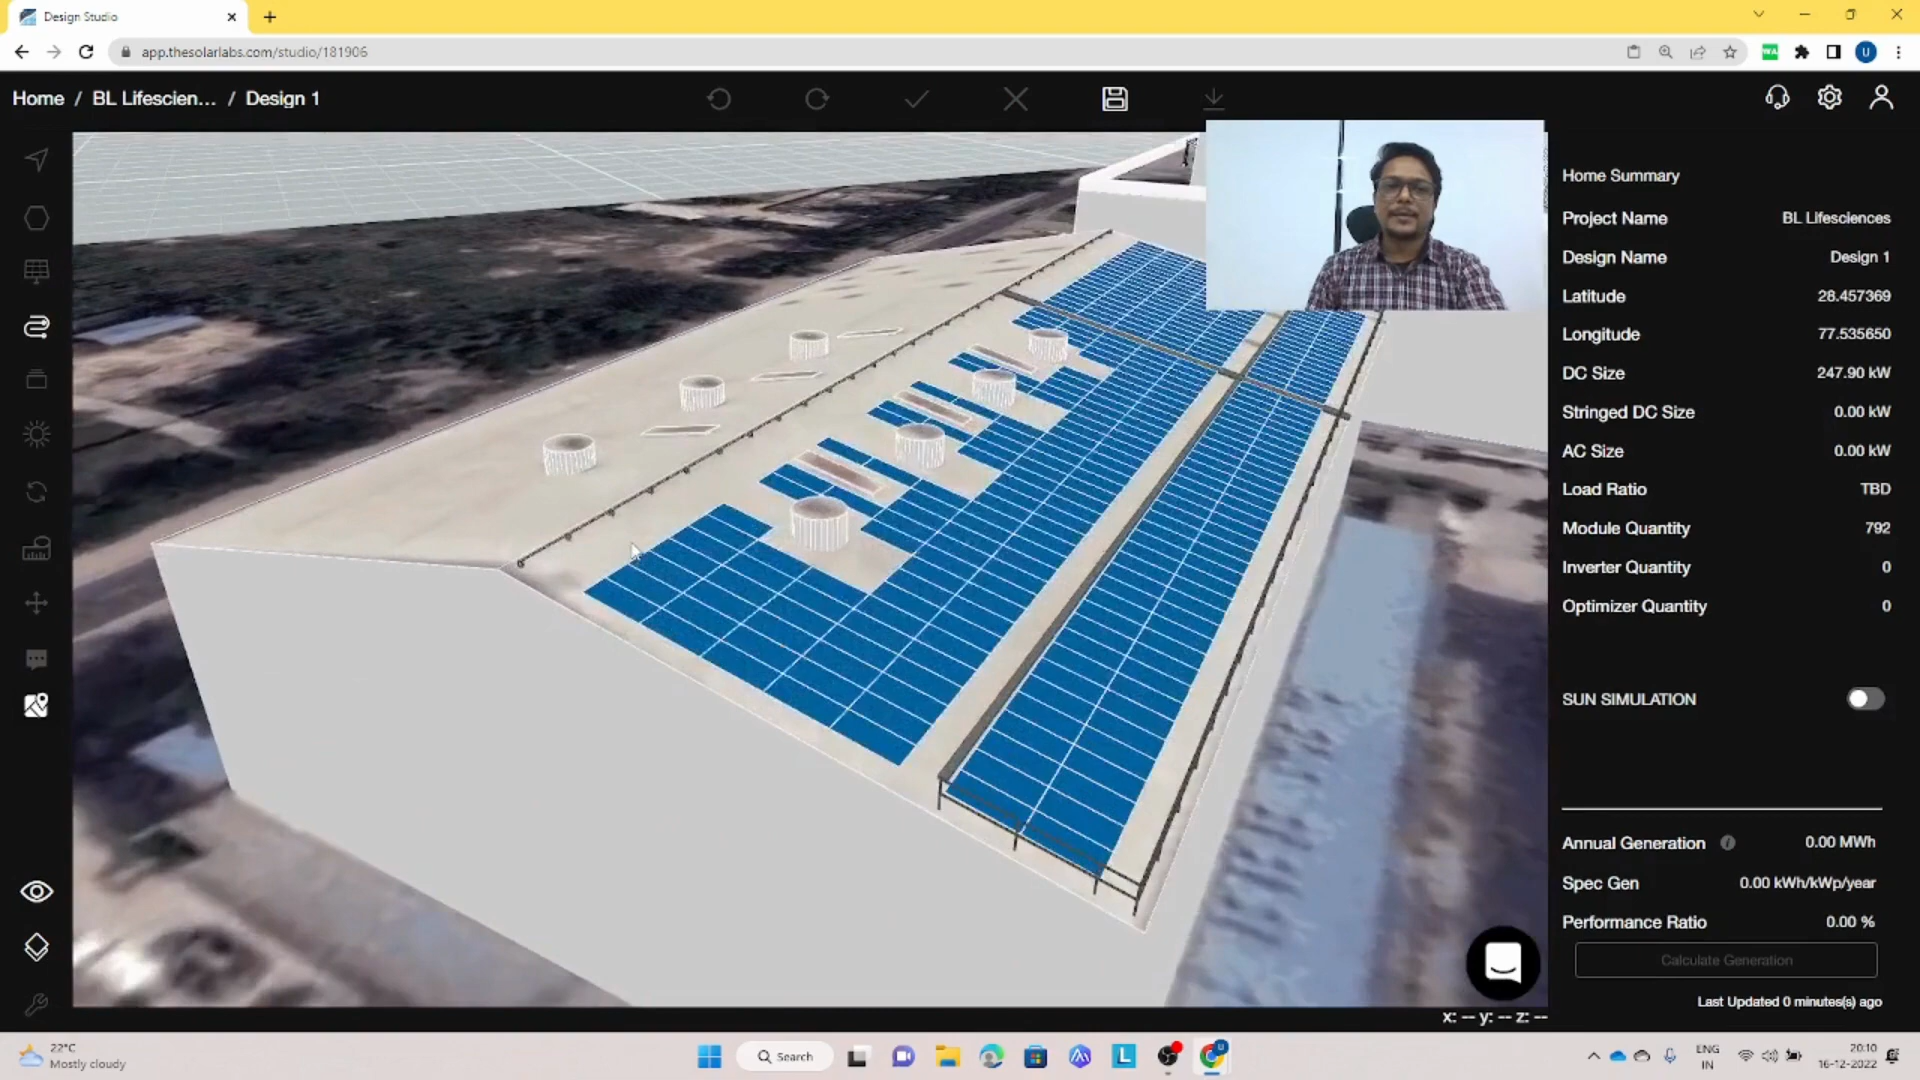 Design Studio
app.thesolarlabs.com/studio/181906
Home / BL Lifescien... / Design 1
Home Summary
Project Name BL Lifesciences
Design Name Design 1
Latitude 28.457369
Longitude 77.535650
DC Size 247.90 kW
Stringed DC Size 0.00 kW
AC Size 0.00 kW
Load Ratio TBD
Module Quantity 792
Inverter Quantity 0
Optimizer Quantity 0
SUN SIMULATION
Annual Generation 0.00 MWh
Spec Gen 0.00 kWh/kWp/year
Performance Ratio 0.00 %
Calculate Generation
Last Updated 0 minutes(s) ago
x: -- y: -- z: --
22°C
Mostly cloudy
Search
ENG
IN
20:10
16-12-2022